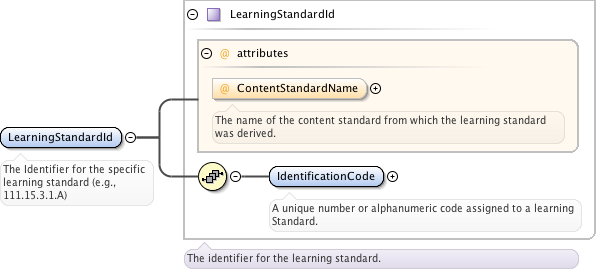 LearningStandardId
@ attributes
@ ContentStandardName
The name of the content standard from which the learning standard
was derived.
LearningStandardId
The Identifier for the specific
learning standard (e.g.,
111.15.3.1.A)
IdentificationCode
A unique number or alphanumeric code assigned to a learning
Standard.
The identifier for the learning standard.